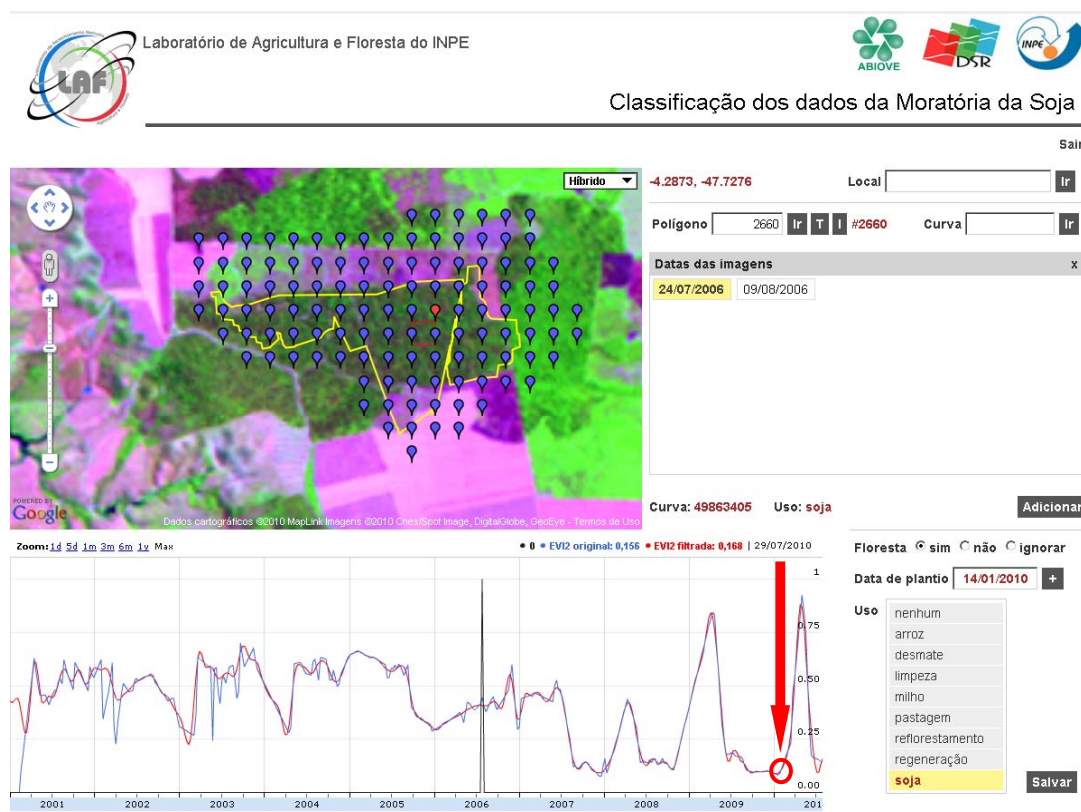 LAF
Laboratório de Agricultura e Floresta do INPE
ABIOVE
DSR
INPE
Classificação dos dados da Moratória da Soja
Sair
Híbrido
-4.2873, -47.7276
Local
Ir
Polígono 2660 Ir T I #2660 Curva Ir
Datas das imagens x
24/07/2006 09/08/2006
POWERED BY
Google
Dados cartográficos ©2010 MapLink Imagens ©2010 Cnes/Spot Image, DigitalGlobe, GeoEye - Termos de Uso
Curva: 49863405 Uso: soja Adicionar
Zoom: 1d 5d 1m 3m 6m 1y Max
0 EVI2 original: 0,156 EVI2 filtrada: 0,168 | 29/07/2010
Floresta sim não ignorar
Data de plantio 14/01/2010 +
Uso
nenhum
arroz
desmate
limpeza
milho
pastagem
reflorestamento
regeneração
soja
Salvar
1
0.75
0.50
0.25
0.00
2001 2002 2003 2004 2005 2006 2007 2008 2009 201